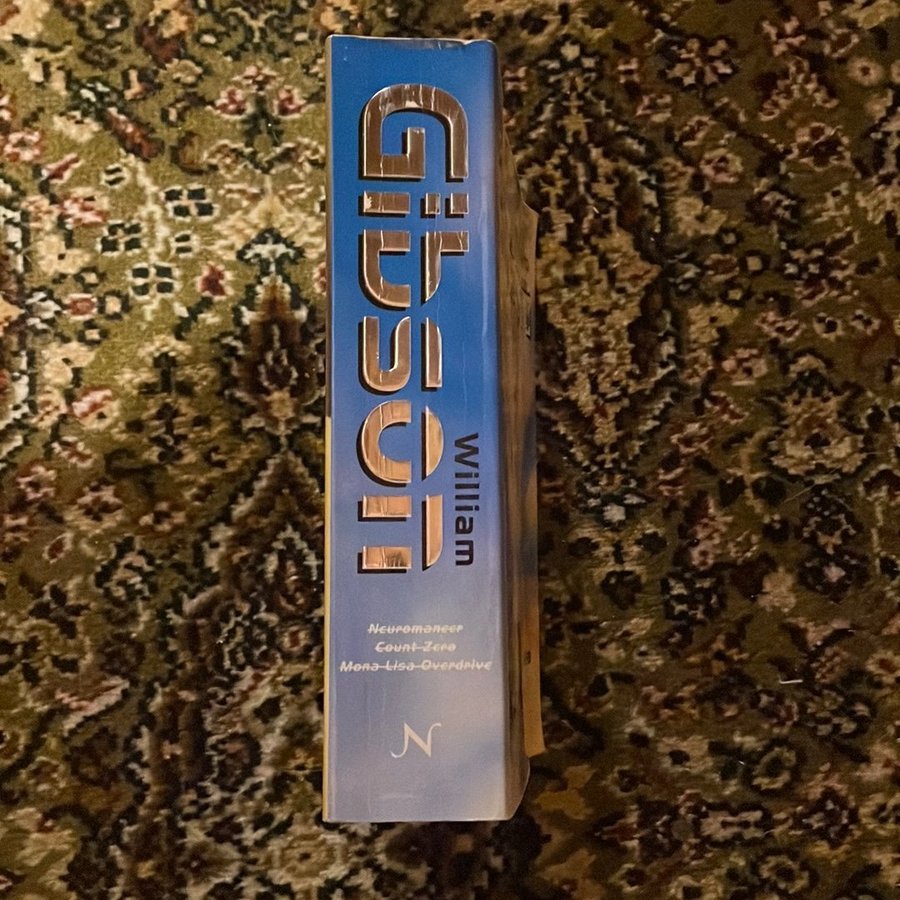 William
Gibson
Neuromancer
Count Zero
Mona Lisa Overdrive
N